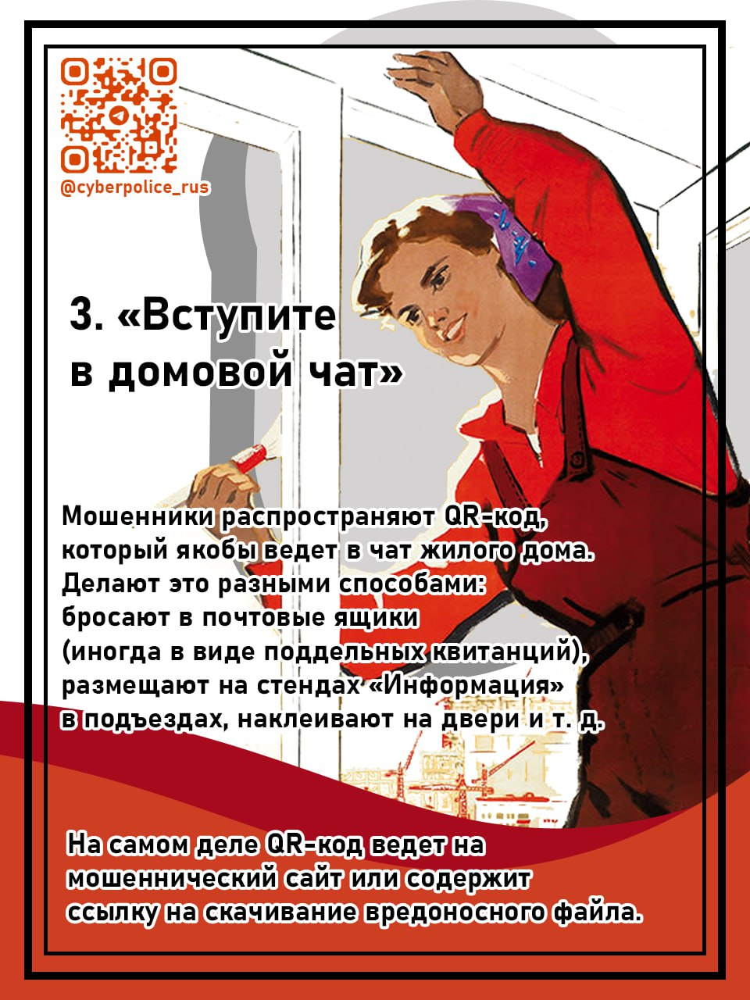 @cyberpolice_rus
3. «Вступите
в домовой чат»
Мошенники распространяют QR-код,
который якобы ведет в чат жилого дома.
Делают это разными способами:
бросают в почтовые ящики
(иногда в виде поддельных квитанций),
размещают на стендах «Информация»
в подъездах, наклеивают на двери и т. д.
На самом деле QR-код ведет на
мошеннический сайт или содержит
ссылку на скачивание вредоносного файла.